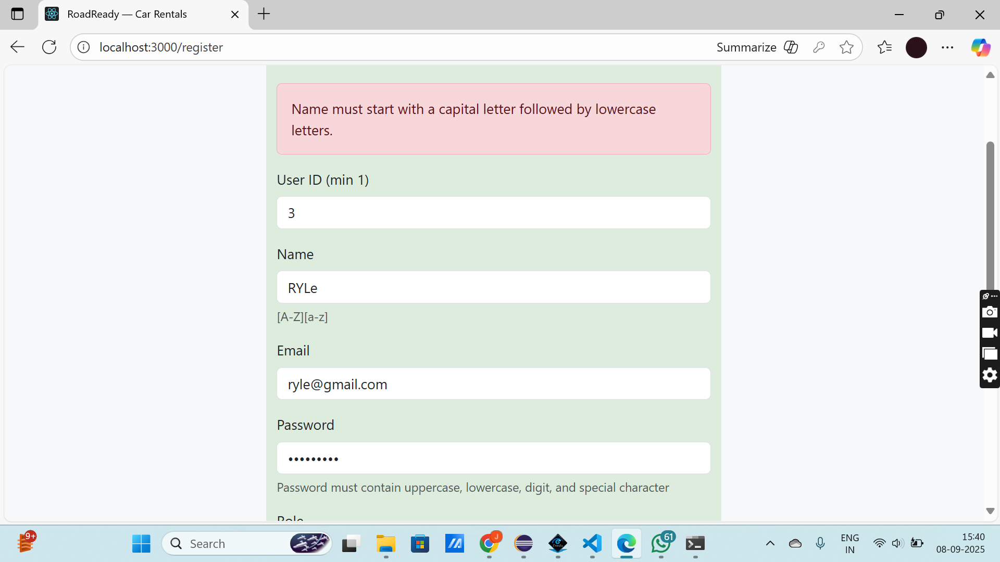 RoadReady — Car Rentals
localhost:3000/register
Summarize
Name must start with a capital letter followed by lowercase
letters.
User ID (min 1)
3
Name
RYLe
[A-Z][a-z]
Email
ryle@gmail.com
Password
•••••••••
Password must contain uppercase, lowercase, digit, and special character
Role
9+
Search
J
61
ENG
IN
15:40
08-09-2025